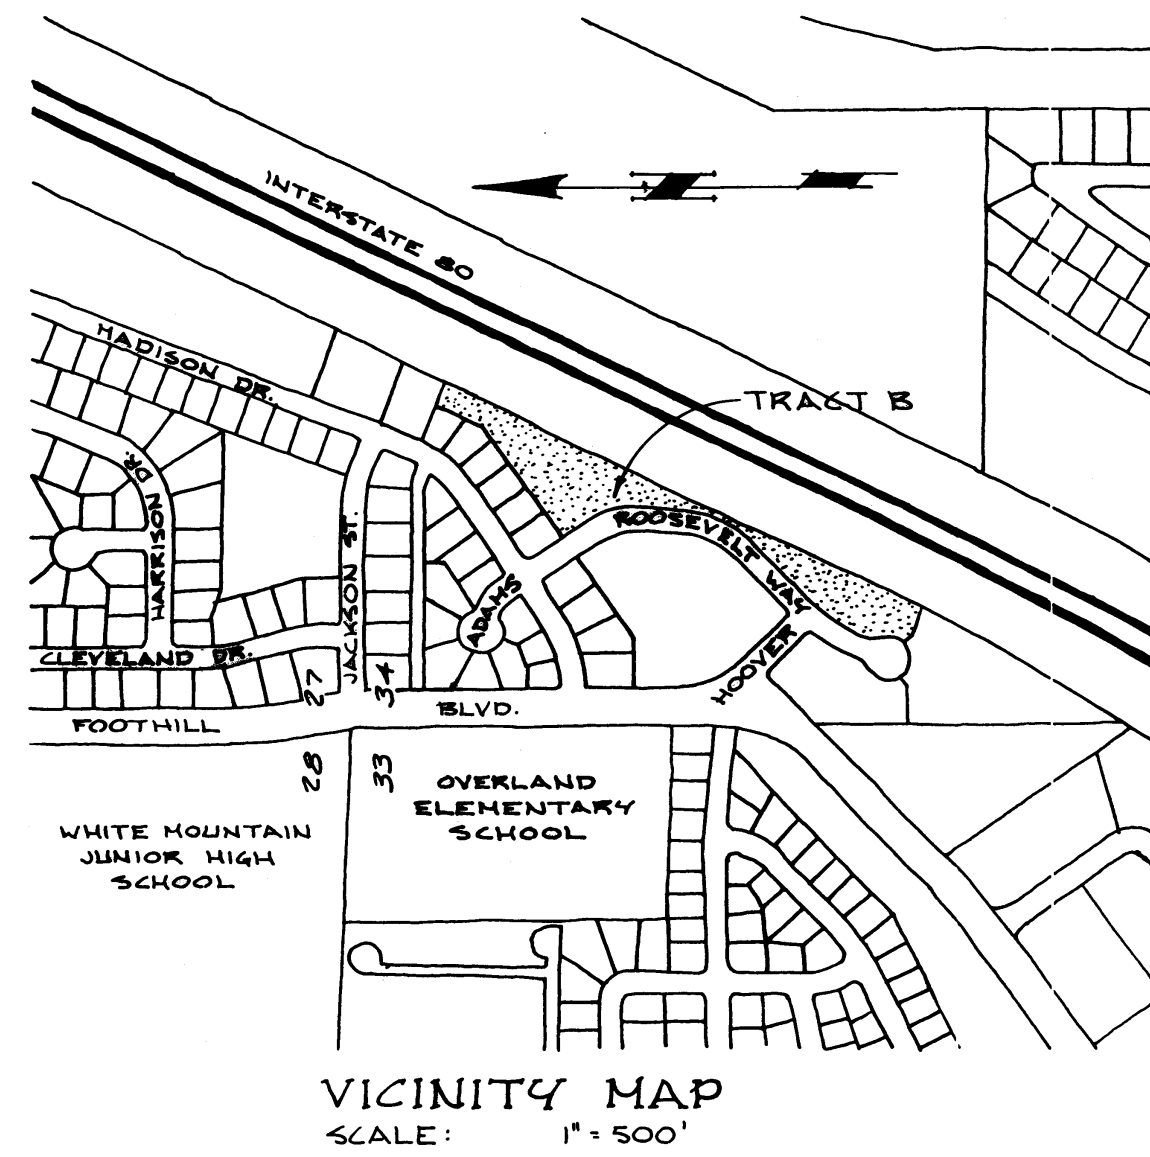 INTERSTATE 80
MADISON DR.
TRACT B
HARRISON DR.
JACKSON ST.
ROOSEVELT WAY
ADAMS
HOOVER
CLEVELAND DR.
27
34
FOOTHILL BLVD.
28
33
OVERLAND
ELEMENTARY
SCHOOL
WHITE MOUNTAIN
JUNIOR HIGH
SCHOOL
VICINITY MAP
SCALE: 1" = 500'